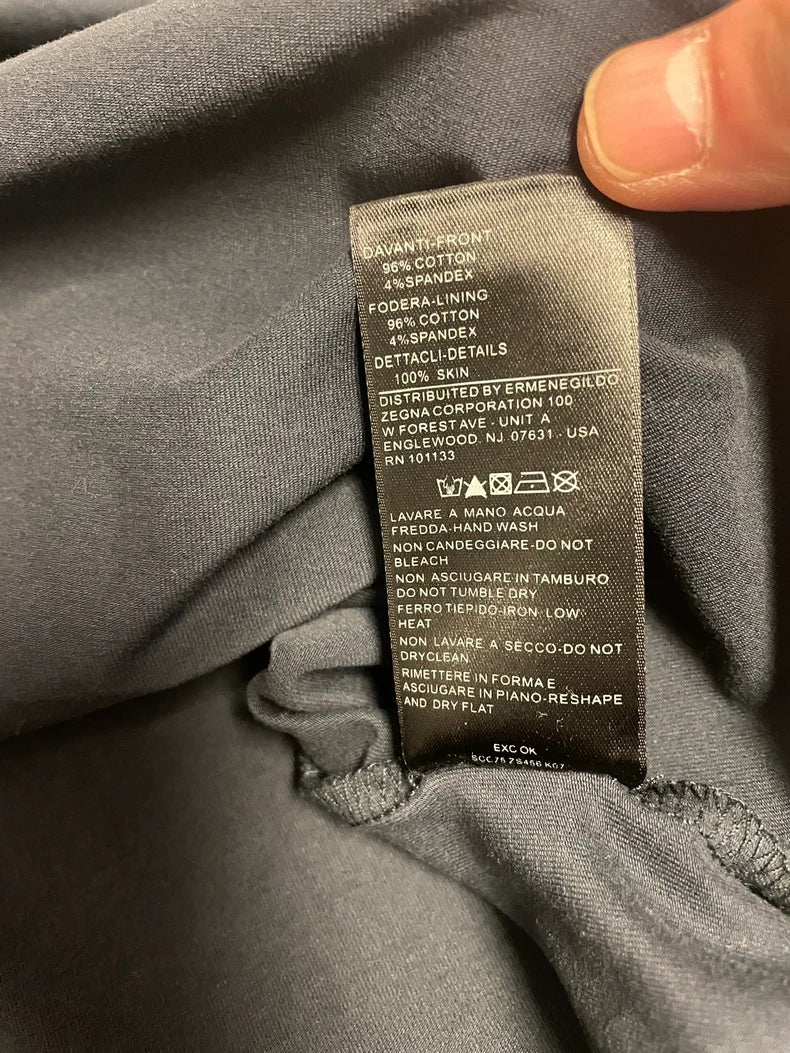 DAVANTI-FRONT
96% COTTON
4%SPANDEX
FODERA-LINING
96% COTTON
4%SPANDEX
DETTACLI-DETAILS
100% SKIN
DISTRIBUITED BY ERMENEGILDO
ZEGNA CORPORATION 100
W FOREST AVE - UNIT A
ENGLEWOOD. NJ 07631 - USA
RN 101133
LAVARE A MANO ACQUA
FREDDA-HAND WASH
NON CANDEGGIARE-DO NOT
BLEACH
NON ASCIUGARE IN TAMBURO
DO NOT TUMBLE DRY
FERRO TIEPIDO-IRON LOW
HEAT
NON LAVARE A SECCO-DO NOT
DRYCLEAN
RIMETTERE IN FORMA E
ASCIUGARE IN PIANO-RESHAPE
AND DRY FLAT
EXC OK